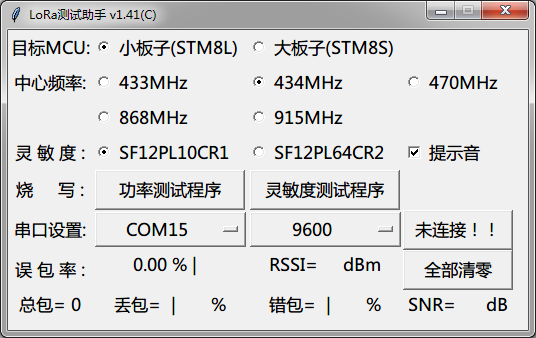 LoRa测试助手 v1.41(C)
目标MCU: 小板子(STM8L) 大板子(STM8S)
中心频率: 433MHz 434MHz 470MHz
868MHz 915MHz
灵 敏 度 : SF12PL10CR1 SF12PL64CR2 提示音
烧 写 : 功率测试程序 灵敏度测试程序
串口设置: COM15 9600 未连接！！
误 包 率 : 0.00 % | RSSI= dBm 全部清零
总包= 0 丢包= | % 错包= | % SNR= dB